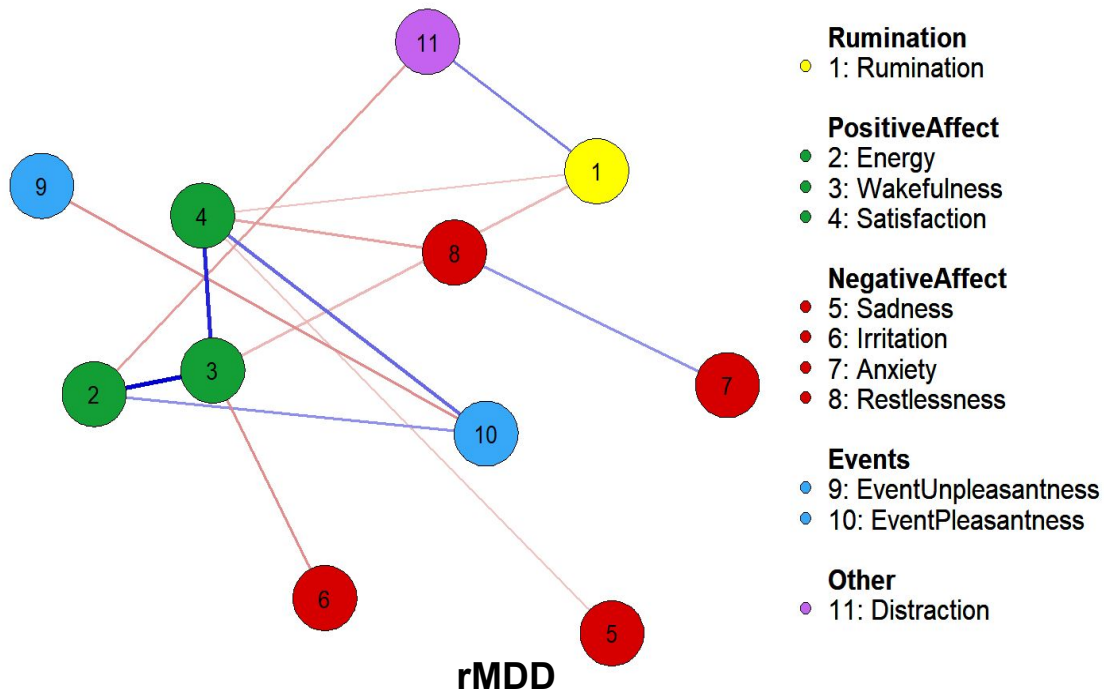 11
9
4
1
8
3
2
7
10
6
5
rMDD
Rumination
1: Rumination
PositiveAffect
2: Energy
3: Wakefulness
4: Satisfaction
NegativeAffect
5: Sadness
6: Irritation
7: Anxiety
8: Restlessness
Events
9: EventUnpleasantness
10: EventPleasantness
Other
11: Distraction